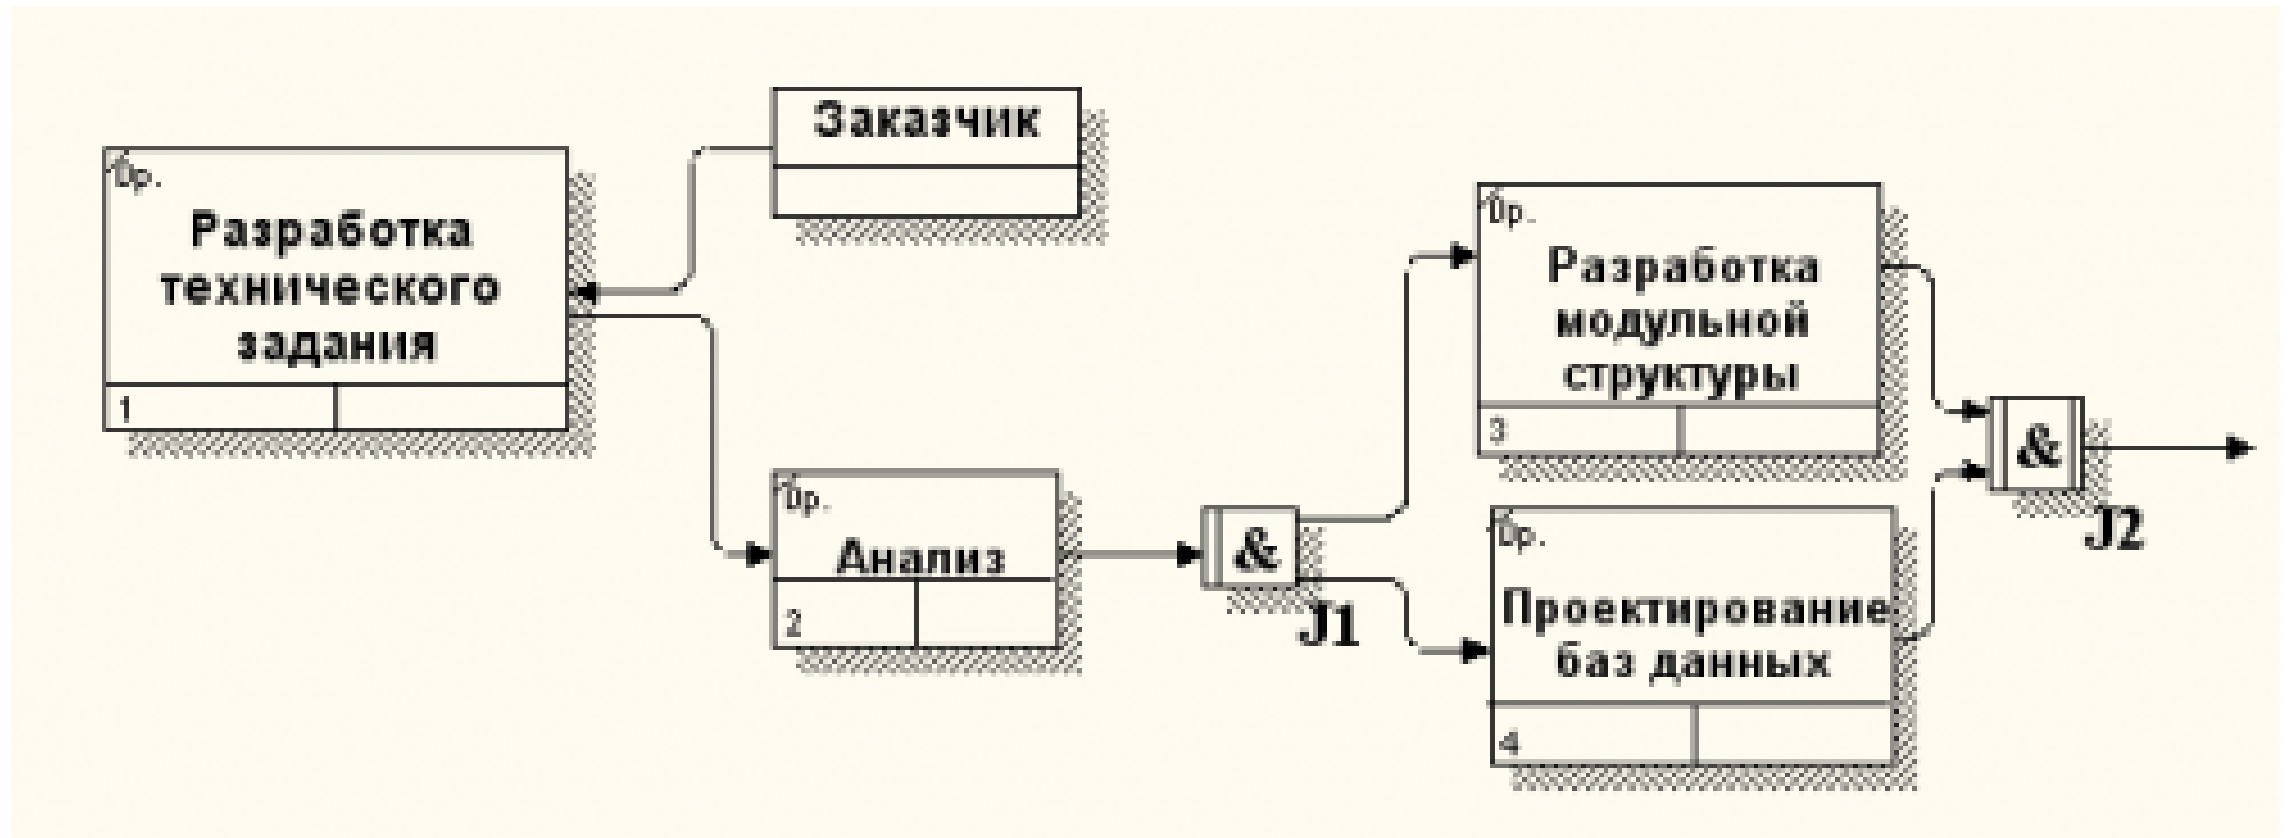 0р.
Разработка
технического
задания
1
Заказчик
0р.
Анализ
2
&
J1
0р.
Разработка
модульной
структуры
3
0р.
Проектирование
баз данных
4
&
J2